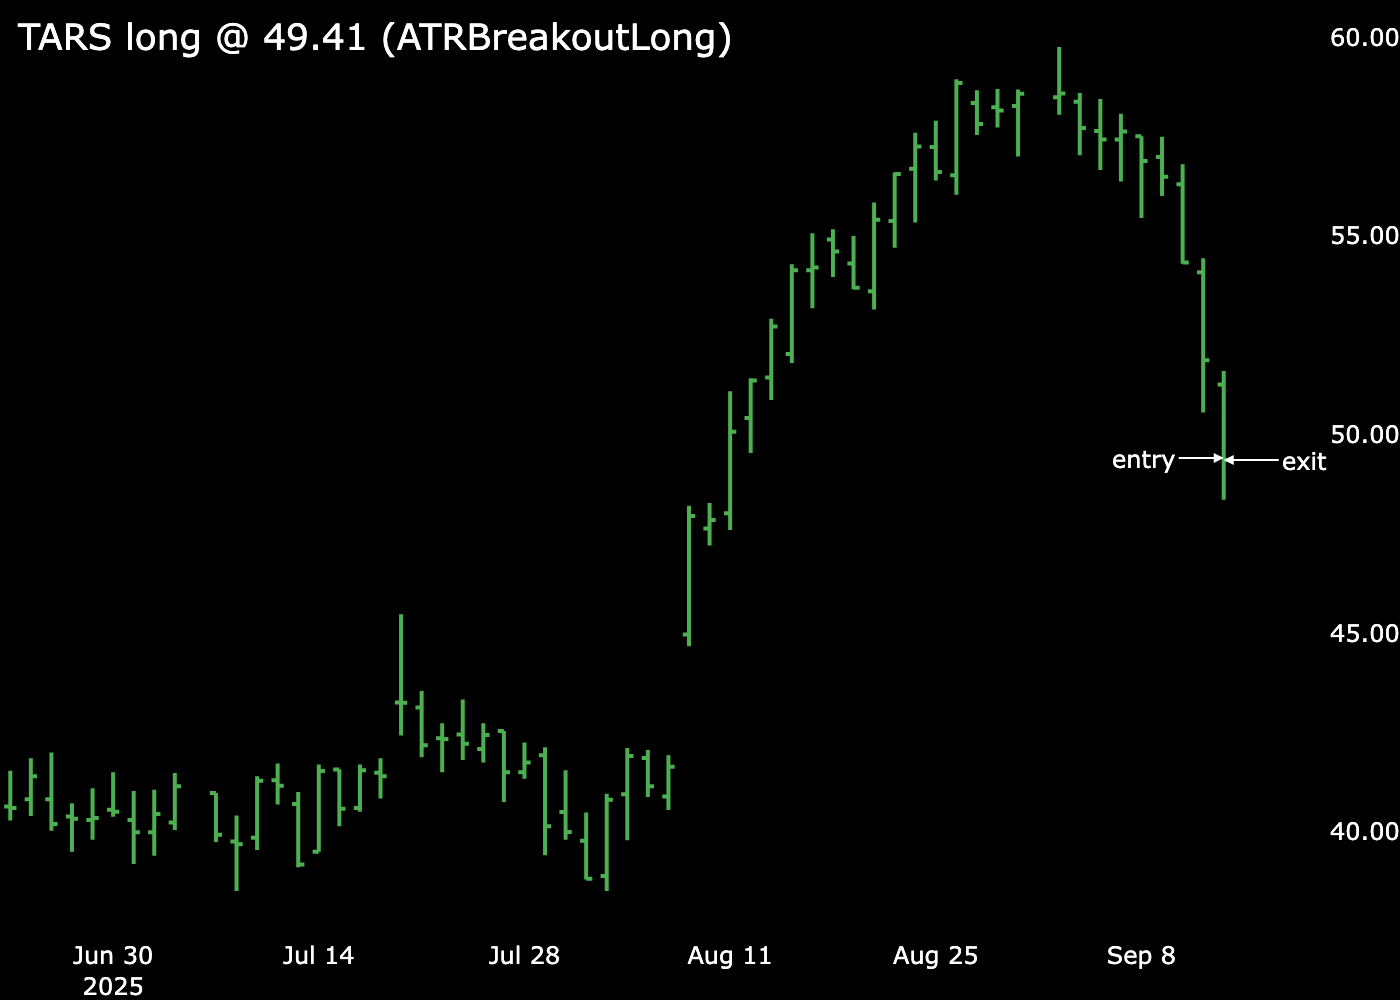 TARS long @ 49.41 (ATRBreakoutLong)
60.00
55.00
50.00
entry
exit
45.00
40.00
Jun 30
2025
Jul 14
Jul 28
Aug 11
Aug 25
Sep 8